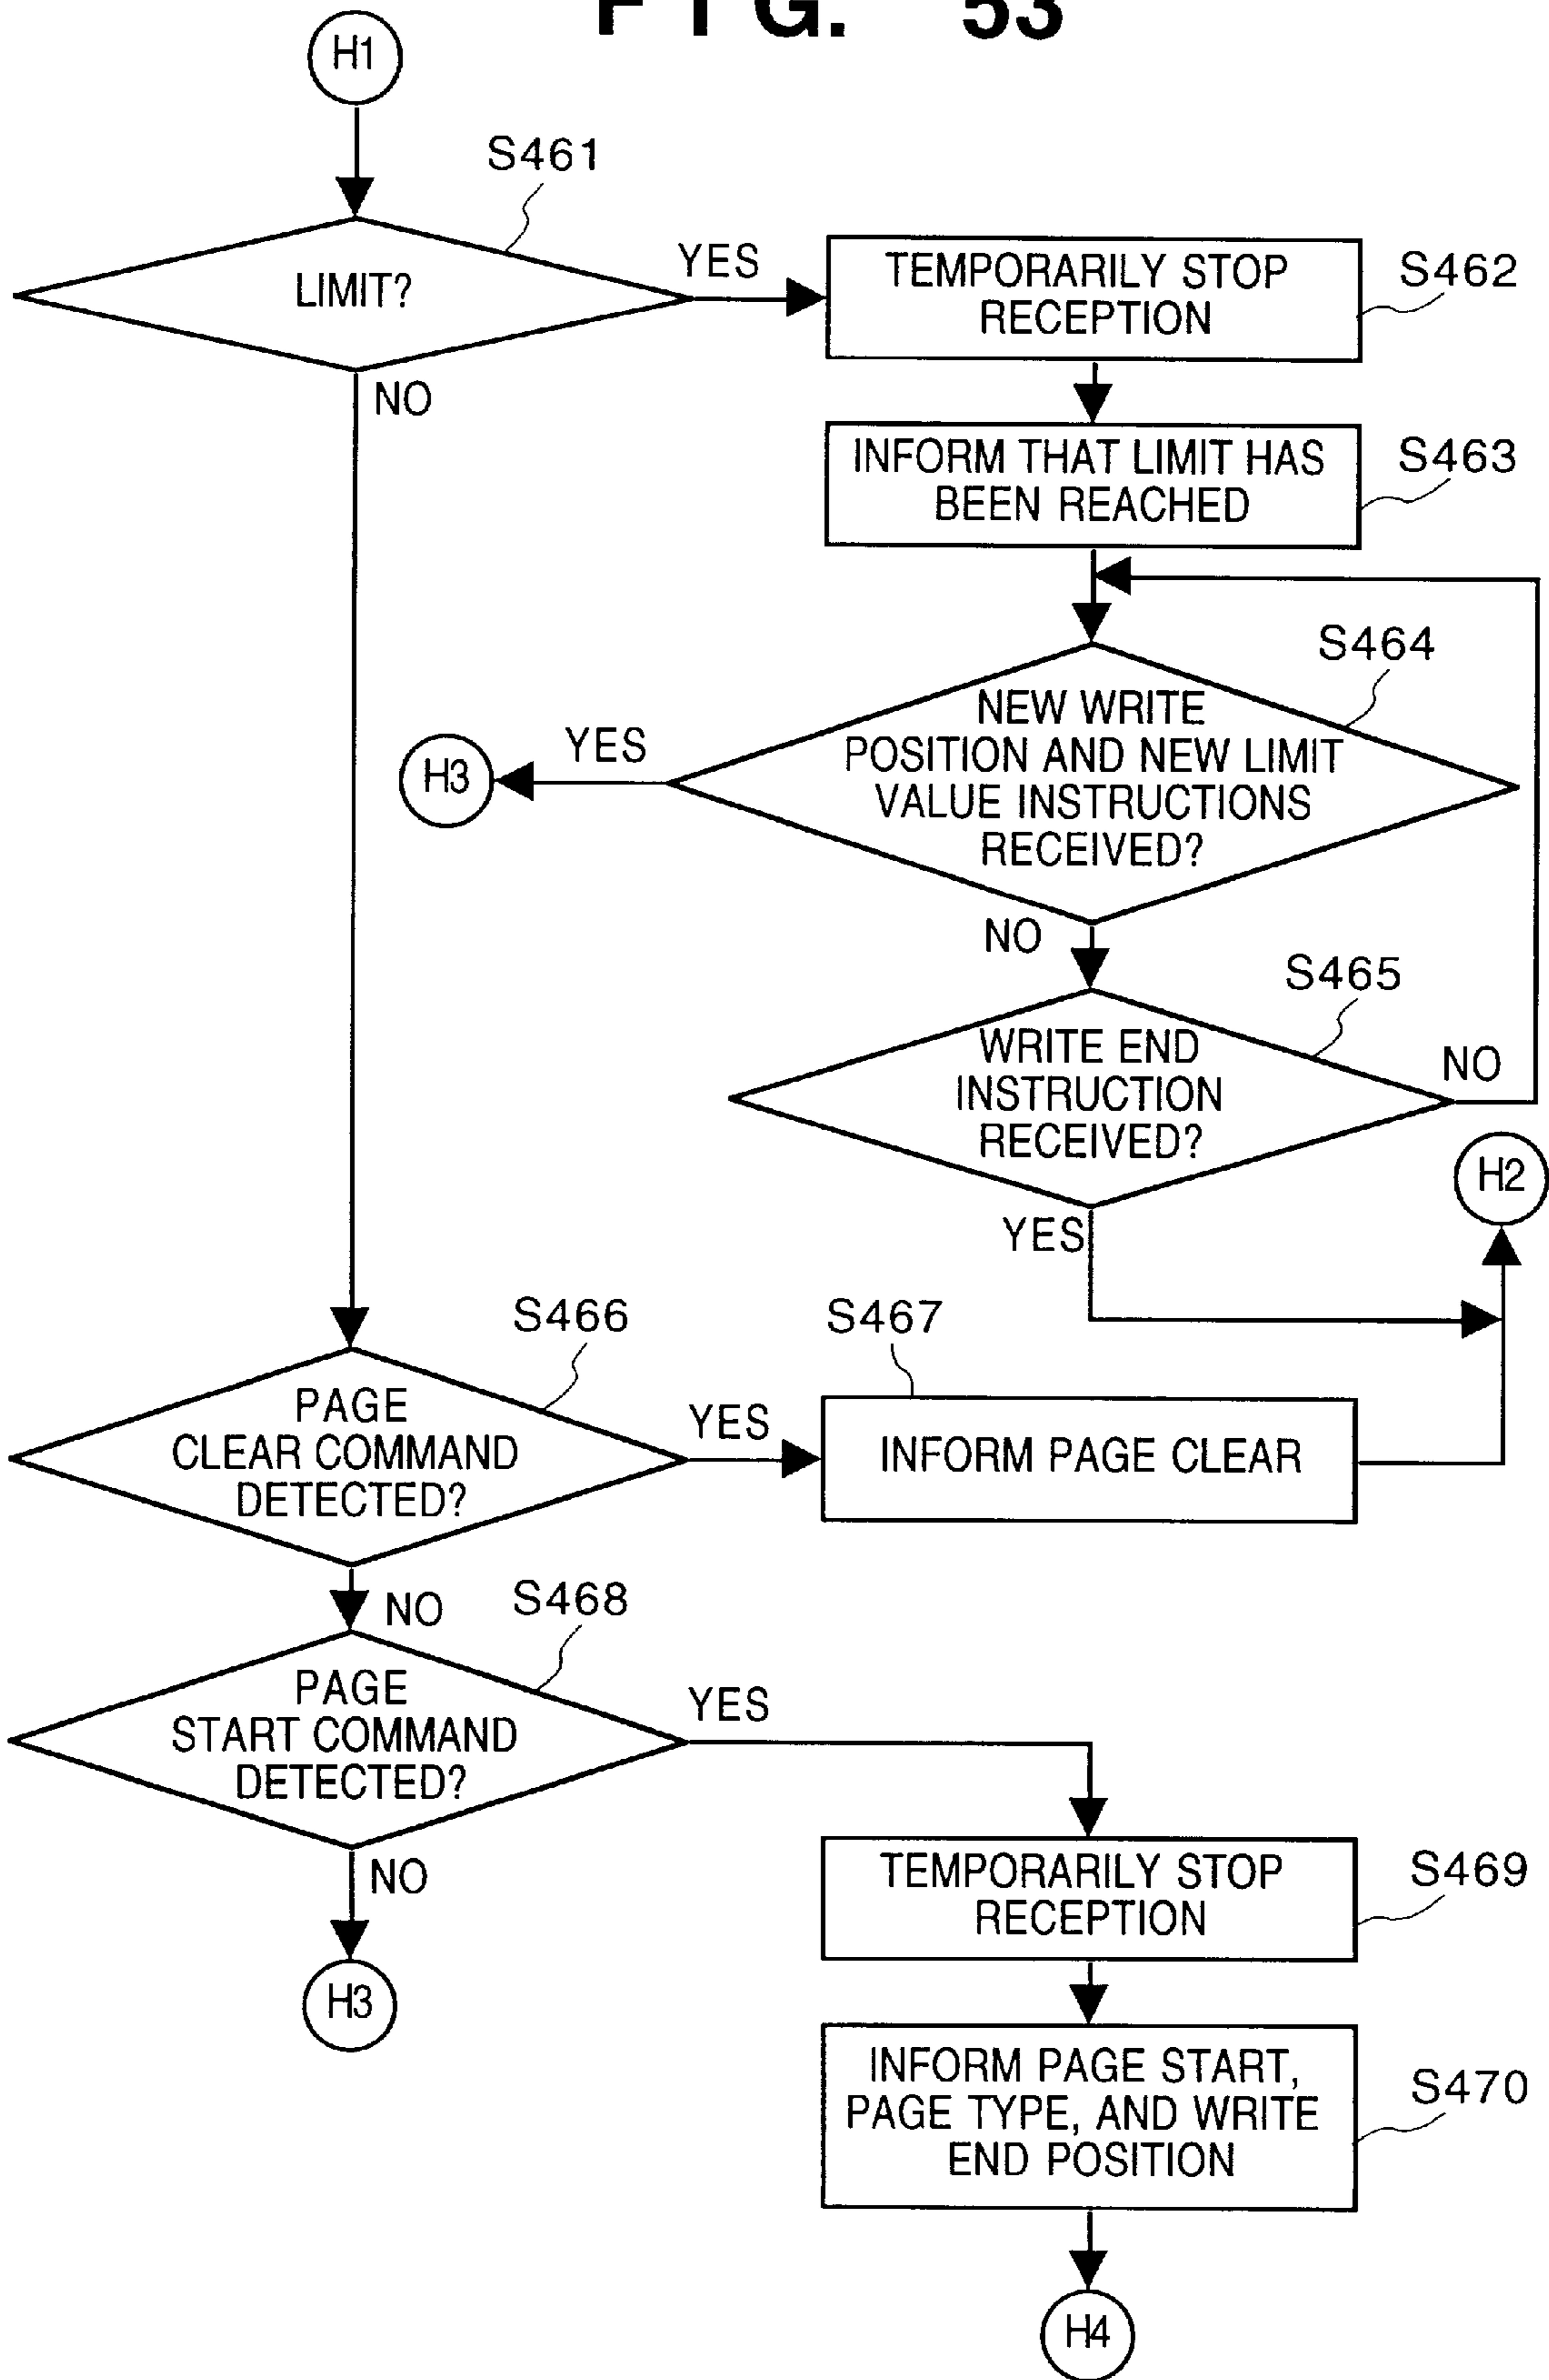 FIG. 53
H1
S461
LIMIT?
YES
NO
TEMPORARILY STOP
RECEPTION
S462
INFORM THAT LIMIT HAS
BEEN REACHED
S463
S464
NEW WRITE
POSITION AND NEW LIMIT
VALUE INSTRUCTIONS
RECEIVED?
YES
H3
NO
S465
WRITE END
INSTRUCTION
RECEIVED?
NO
H2
YES
S466
PAGE
CLEAR COMMAND
DETECTED?
YES
S467
INFORM PAGE CLEAR
NO
S468
PAGE
START COMMAND
DETECTED?
YES
NO
H3
TEMPORARILY STOP
RECEPTION
S469
INFORM PAGE START,
PAGE TYPE, AND WRITE
END POSITION
S470
H4